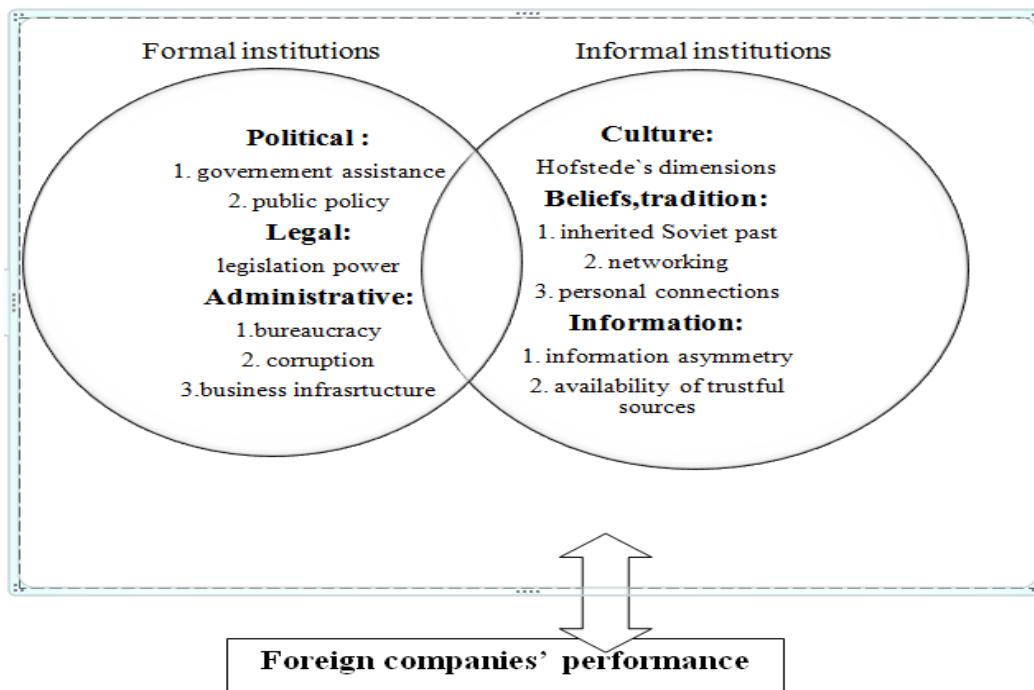 Formal institutions
Political :
1. governement assistance
2. public policy
Legal:
legislation power
Administrative:
1.bureaucracy
2. corruption
3.business infrasrtucture
Informal institutions
Culture:
Hofstede`s dimensions
Beliefs,tradition:
1. inherited Soviet past
2. networking
3. personal connections
Information:
1. information asymmetry
2. availability of trustful
sources
Foreign companies’ performance